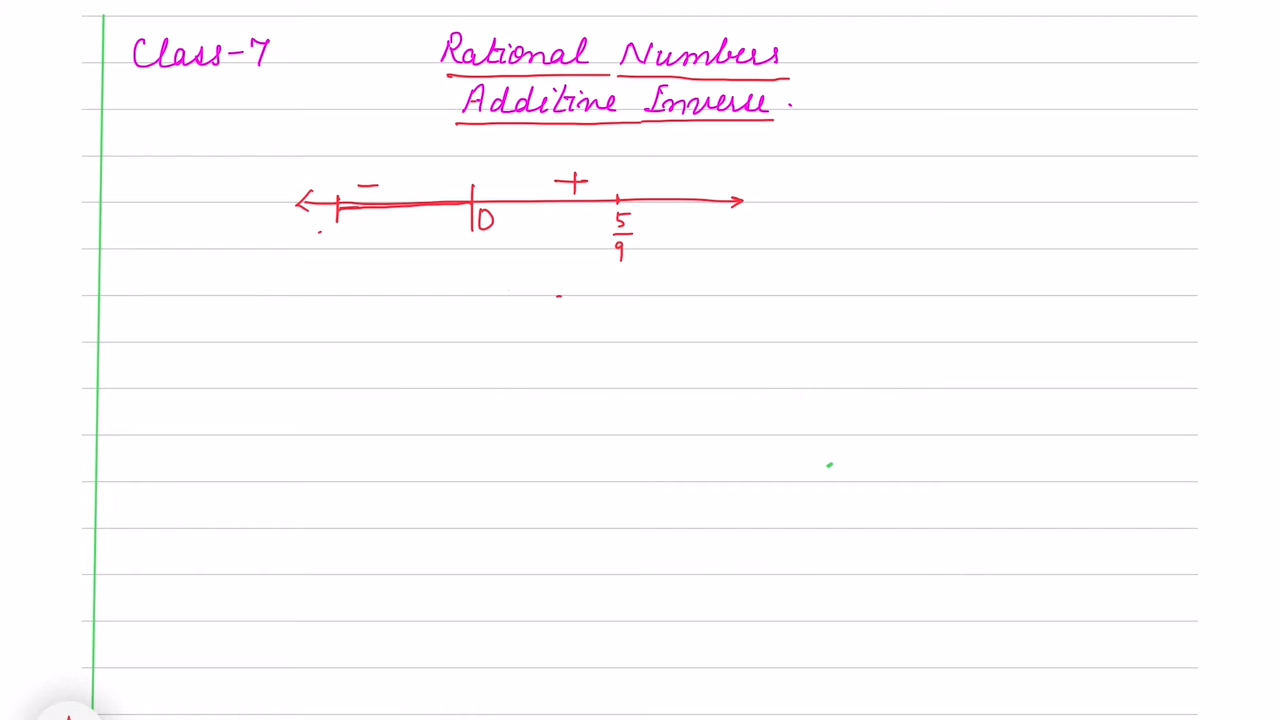 Class-7 Rational Numbers
Additive Inverse.
- +
0 5/9